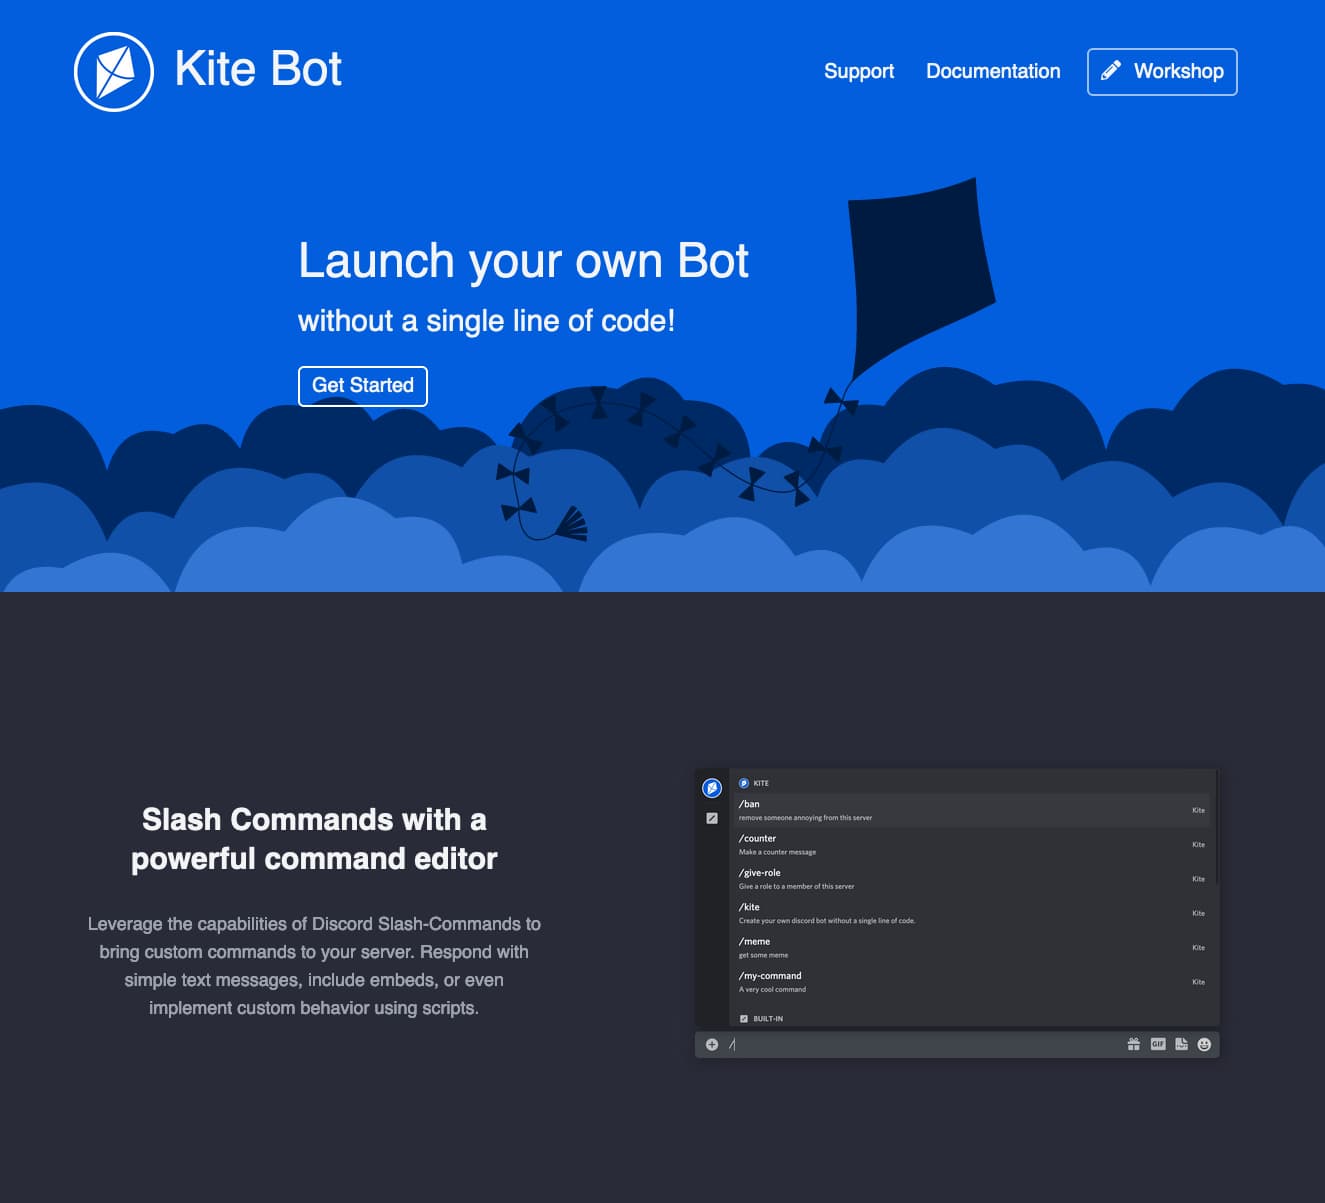 Kite Bot
Support
Documentation
Workshop
Launch your own Bot
without a single line of code!
Get Started
Slash Commands with a
powerful command editor
Leverage the capabilities of Discord Slash-Commands to
bring custom commands to your server. Respond with
simple text messages, include embeds, or even
implement custom behavior using scripts.
KITE
/ban
remove someone annoying from this server
Kite
/counter
Make a counter message
Kite
/give-role
Give a role to a member of this server
Kite
/kite
Create your own discord bot without a single line of code.
Kite
/meme
get some meme
Kite
/my-command
A very cool command
Kite
BUILT-IN
/
GIF